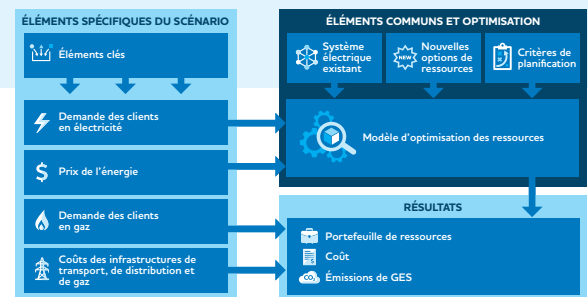 ÉLÉMENTS SPÉCIFIQUES DU SCÉNARIO
Éléments clés
Demande des clients
en électricité
Prix de l'énergie
Demande des clients
en gaz
Coûts des infrastructures de
transport, de distribution et
de gaz
ÉLÉMENTS COMMUNS ET OPTIMISATION
Système
électrique
existant
NEW
Nouvelles
options de
ressources
Critères de
planification
Modèle d'optimisation des ressources
RÉSULTATS
Portefeuille de ressources
$
Coût
CO₂
Émissions de GES